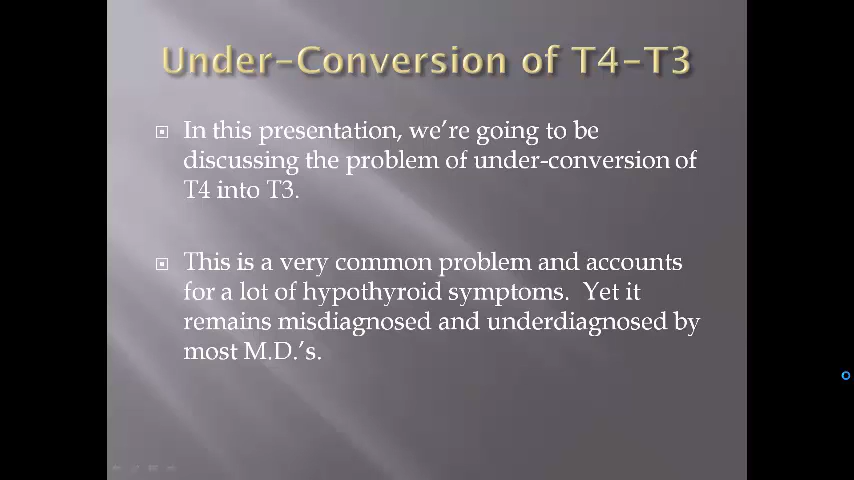 Under-Conversion of T4-T3
In this presentation, we're going to be
discussing the problem of under-conversion of
T4 into T3.
This is a very common problem and accounts
for a lot of hypothyroid symptoms.  Yet it
remains misdiagnosed and underdiagnosed by
most M.D.'s.